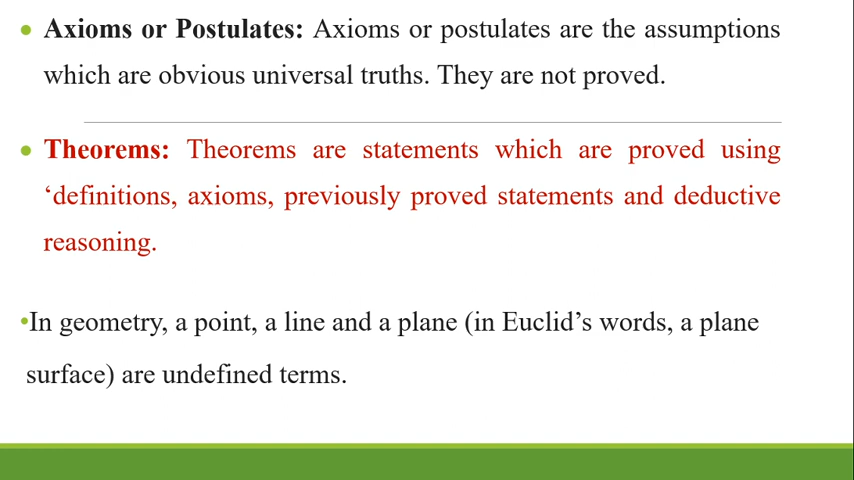 • Axioms or Postulates: Axioms or postulates are the assumptions
which are obvious universal truths. They are not proved.
• Theorems: Theorems are statements which are proved using
‘definitions, axioms, previously proved statements and deductive
reasoning.
•In geometry, a point, a line and a plane (in Euclid’s words, a plane
surface) are undefined terms.